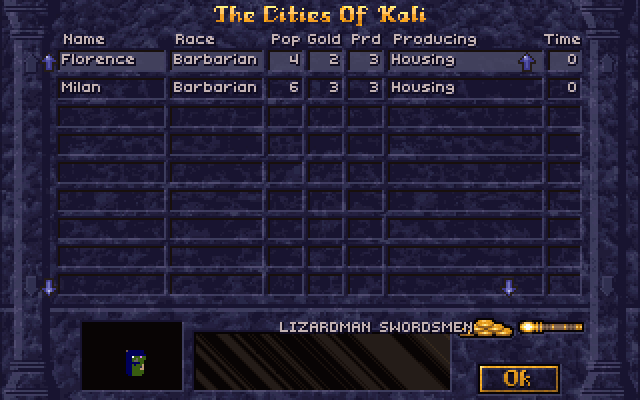 The Cities Of Kali
Name Race Pop Gold Prd Producing Time
Florence Barbarian 4 2 3 Housing 0
Milan Barbarian 6 3 3 Housing 0
LIZARDMAN SWORDSMEN
Ok